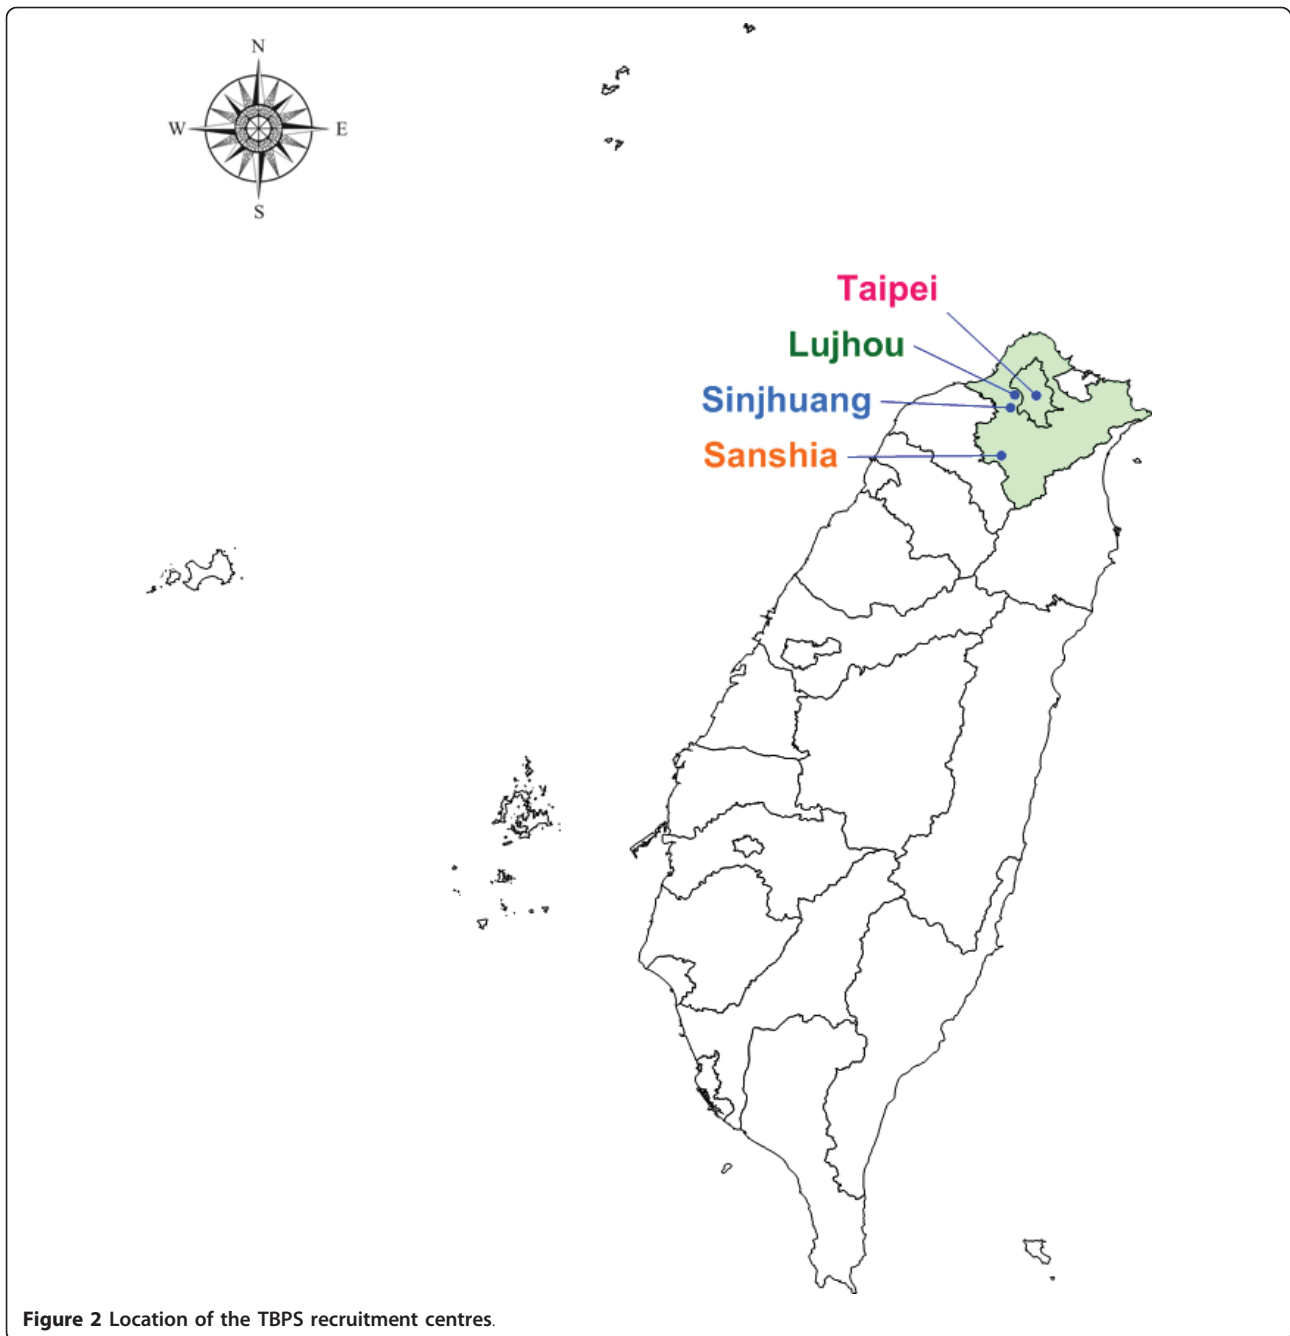 N
W E
S
Taipei
Lujhou
Sinjhuang
Sanshia
Figure 2 Location of the TBPS recruitment centres.